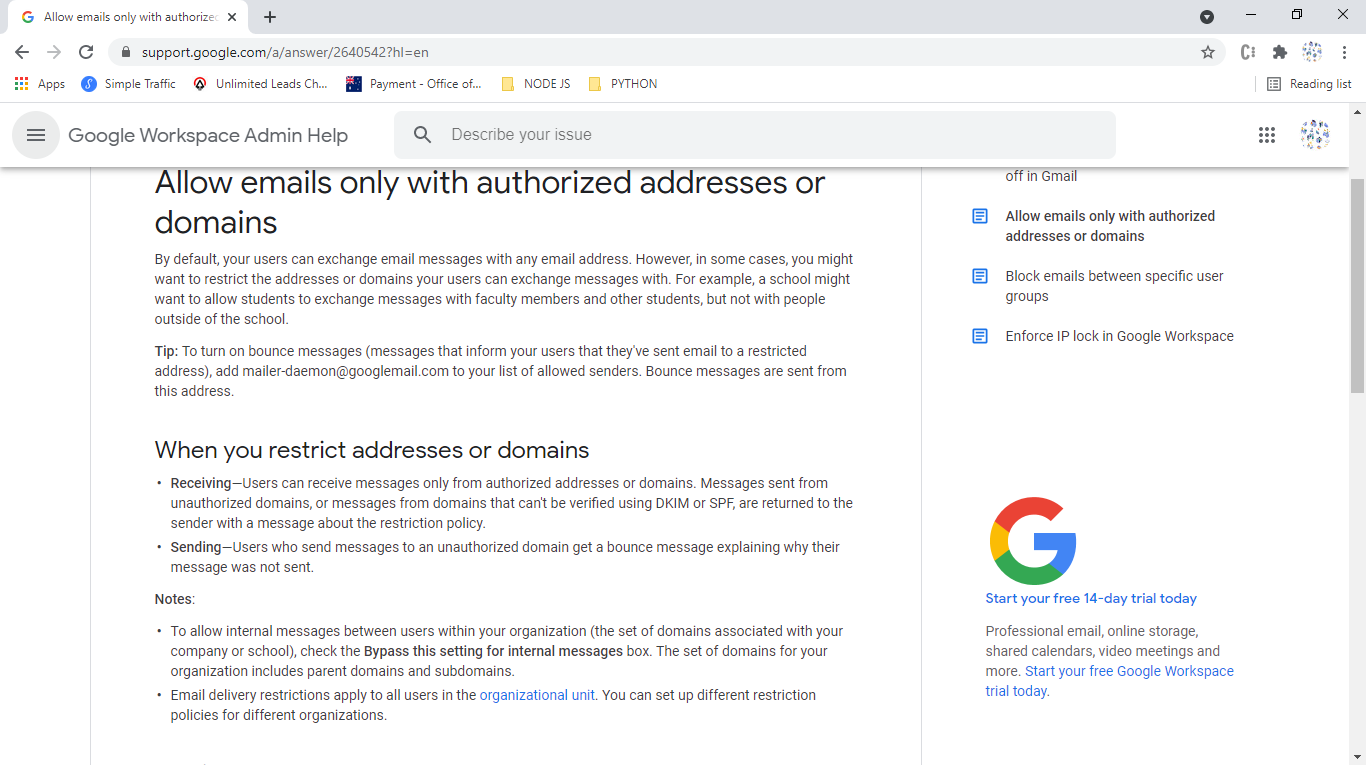 Allow emails only with authorized
support.google.com/a/answer/2640542?hl=en
Apps
Simple Traffic
Unlimited Leads Ch...
Payment - Office of...
NODE JS
PYTHON
Reading list
Google Workspace Admin Help
Describe your issue
Allow emails only with authorized addresses or
domains
By default, your users can exchange email messages with any email address. However, in some cases, you might
want to restrict the addresses or domains your users can exchange messages with. For example, a school might
want to allow students to exchange messages with faculty members and other students, but not with people
outside of the school.
Tip: To turn on bounce messages (messages that inform your users that they've sent email to a restricted
address), add mailer-daemon@googlemail.com to your list of allowed senders. Bounce messages are sent from
this address.
When you restrict addresses or domains
• Receiving—Users can receive messages only from authorized addresses or domains. Messages sent from
unauthorized domains, or messages from domains that can't be verified using DKIM or SPF, are returned to the
sender with a message about the restriction policy.
• Sending—Users who send messages to an unauthorized domain get a bounce message explaining why their
message was not sent.
Notes:
• To allow internal messages between users within your organization (the set of domains associated with your
company or school), check the Bypass this setting for internal messages box. The set of domains for your
organization includes parent domains and subdomains.
• Email delivery restrictions apply to all users in the organizational unit. You can set up different restriction
policies for different organizations.
off in Gmail
Allow emails only with authorized
addresses or domains
Block emails between specific user
groups
Enforce IP lock in Google Workspace
Start your free 14-day trial today
Professional email, online storage,
shared calendars, video meetings and
more. Start your free Google Workspace
trial today.